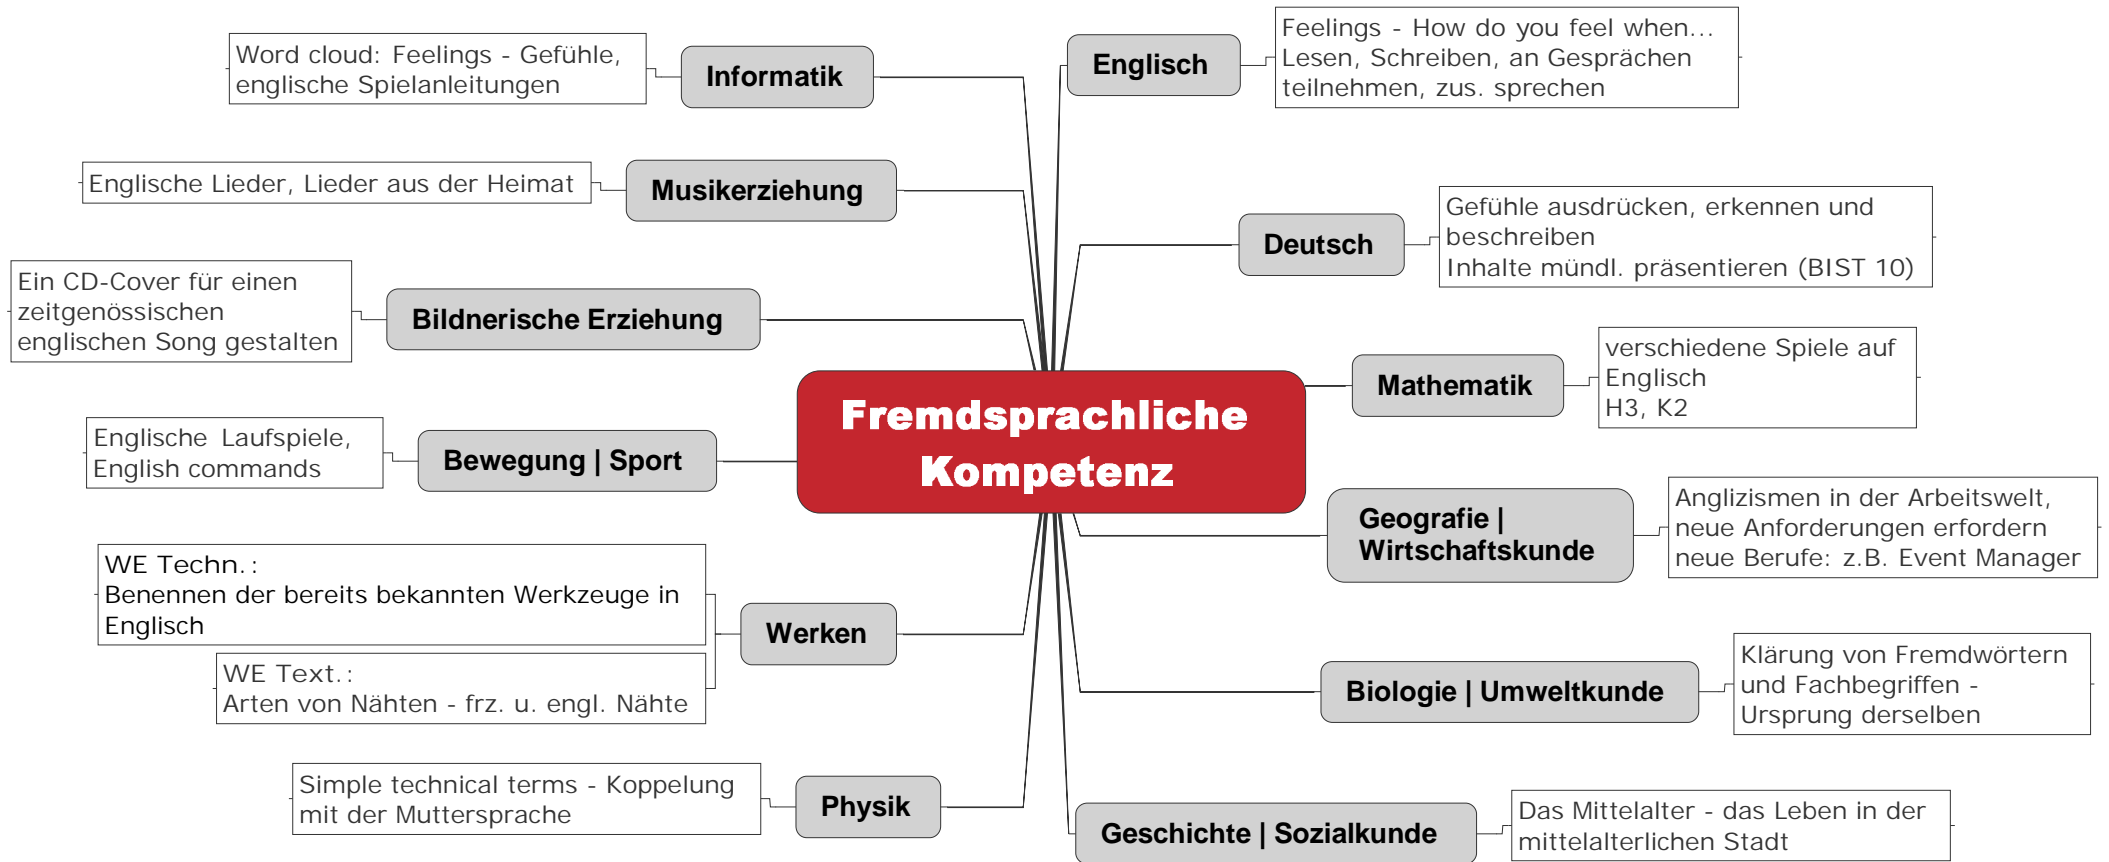 Fremdsprachliche
Kompetenz
Englisch
Feelings - How do you feel when...
Lesen, Schreiben, an Gesprächen
teilnehmen, zus. sprechen
Deutsch
Gefühle ausdrücken, erkennen und
beschreiben
Inhalte mündl. präsentieren (BIST 10)
Mathematik
verschiedene Spiele auf
Englisch
H3, K2
Geografie |
Wirtschaftskunde
Anglizismen in der Arbeitswelt,
neue Anforderungen erfordern
neue Berufe: z.B. Event Manager
Biologie | Umweltkunde
Klärung von Fremdwörtern
und Fachbegriffen -
Ursprung derselben
Geschichte | Sozialkunde
Das Mittelalter - das Leben in der
mittelalterlichen Stadt
Informatik
Word cloud: Feelings - Gefühle,
englische Spielanleitungen
Musikerziehung
Englische Lieder, Lieder aus der Heimat
Bildnerische Erziehung
Ein CD-Cover für einen
zeitgenössischen
englischen Song gestalten
Bewegung | Sport
Englische Laufspiele,
English commands
Werken
WE Techn.:
Benennen der bereits bekannten Werkzeuge in
Englisch
WE Text.:
Arten von Nähten - frz. u. engl. Nähte
Physik
Simple technical terms - Koppelung
mit der Muttersprache